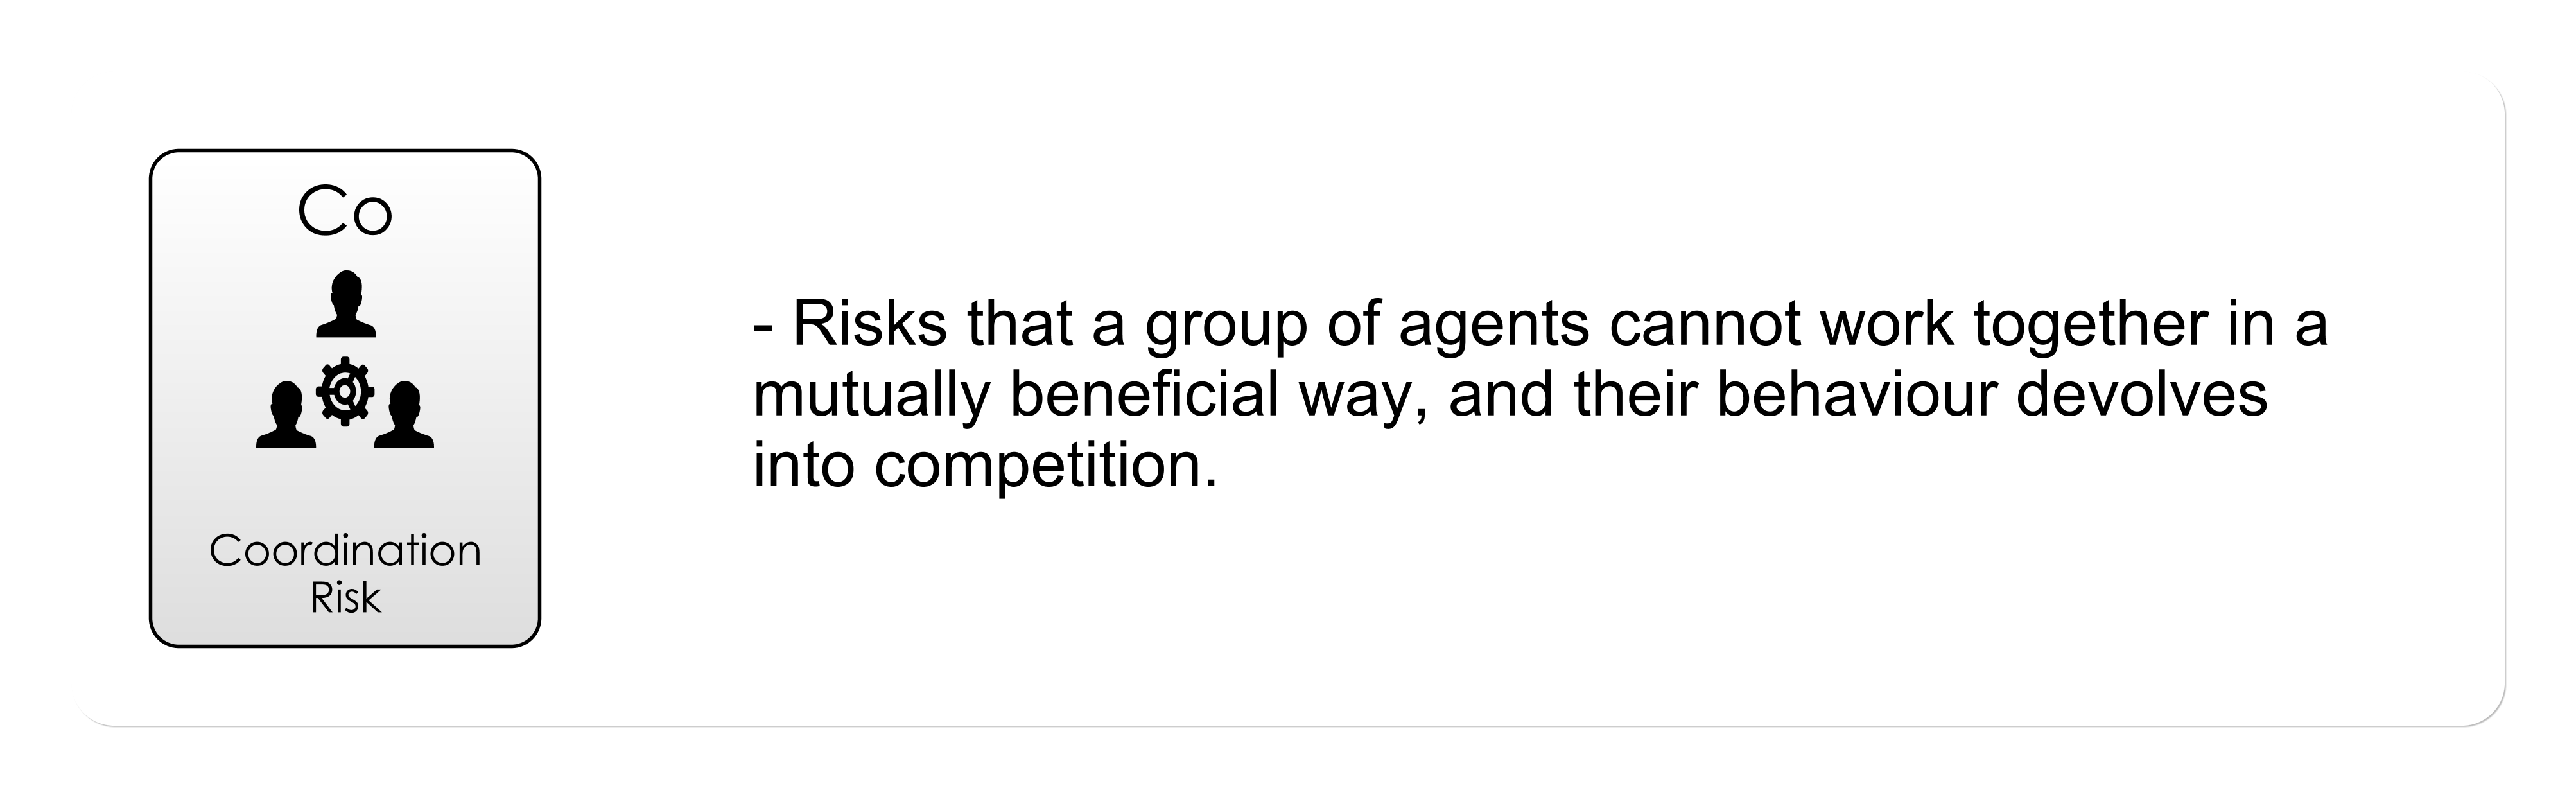 Co
Coordination
Risk
- Risks that a group of agents cannot work together in a
mutually beneficial way, and their behaviour devolves
into competition.